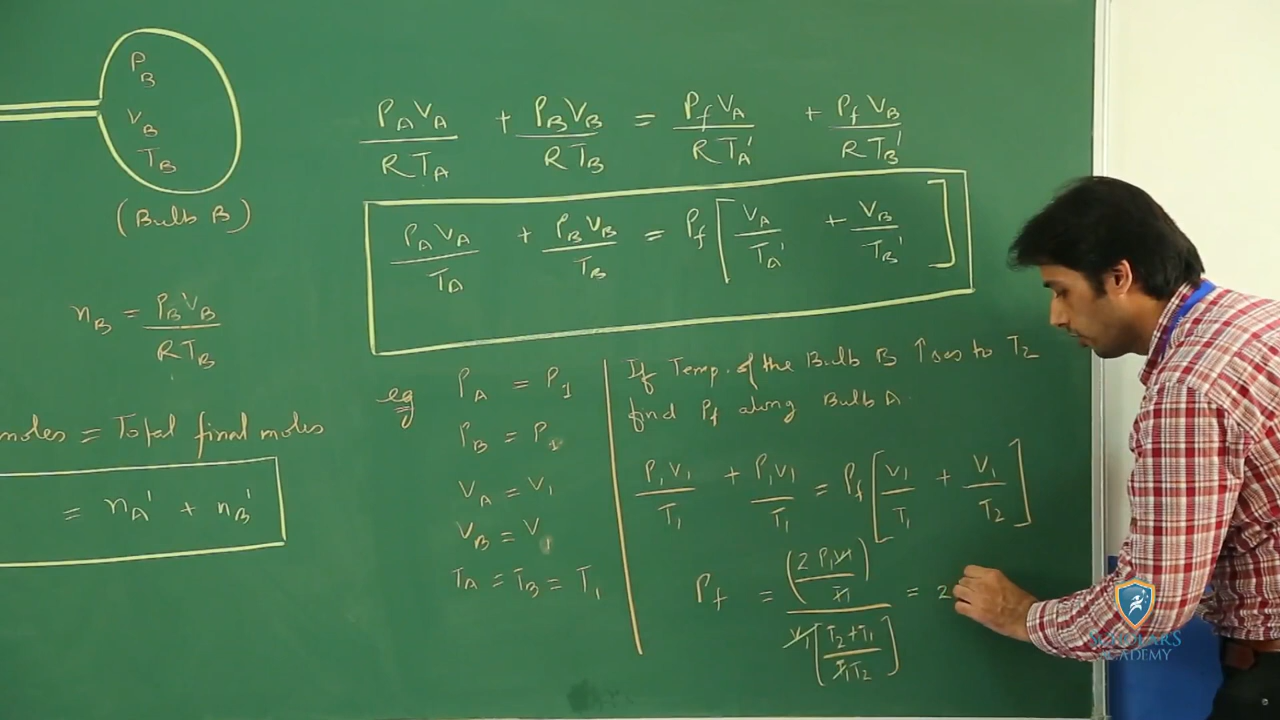 P_B
V_B
T_B
(Bulb B)
n_B = P_B V_B / R T_B
moles = Total final moles
= n_A' + n_B'
P_A V_A / R T_A + P_B V_B / R T_B = P_f V_A / R T_A' + P_f V_B / R T_B'
P_A V_A / T_A + P_B V_B / T_B = P_f [ V_A / T_A' + V_B / T_B' ]
eg P_A = P_1
P_B = P_1
V_A = V_1
V_B = V_1
T_A = T_B = T_1
If Temp. of the Bulb B ↑ses to T_2
find P_f along Bulb A.
P_1 V_1 / T_1 + P_1 V_1 / T_1 = P_f [ V_1 / T_1 + V_1 / T_2 ]
P_f = ( 2 P_1 V_1 / T_1 ) / V_1 [ T_2 + T_1 / T_1 T_2 ] = 2
SCHOLARS
ACADEMY